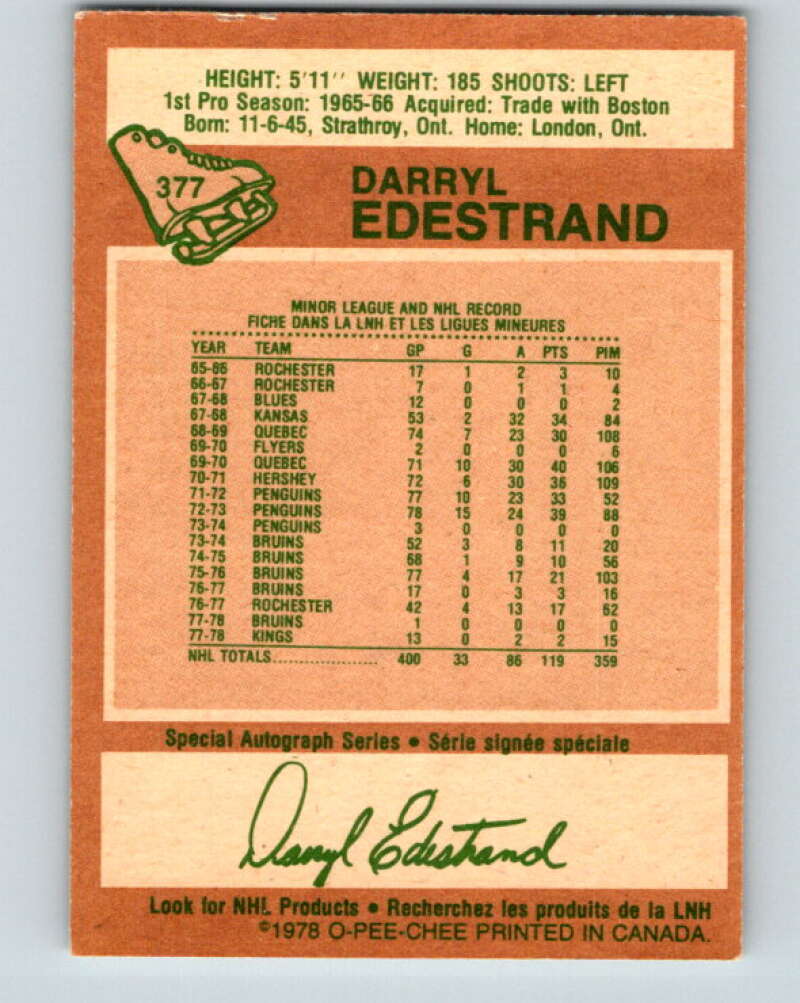 HEIGHT: 5'11'' WEIGHT: 185 SHOOTS: LEFT
1st Pro Season: 1965-66 Acquired: Trade with Boston
Born: 11-6-45, Strathroy, Ont. Home: London, Ont.
377
DARRYL
EDESTRAND
MINOR LEAGUE AND NHL RECORD
FICHE DANS LA LNH ET LES LIGUES MINEURES
YEAR TEAM GP G A PTS PIM
65-66 ROCHESTER 17 1 2 3 10
66-67 ROCHESTER 7 0 1 1 4
67-68 BLUES 12 0 0 0 2
67-68 KANSAS 53 2 32 34 84
68-69 QUEBEC 74 7 23 30 108
69-70 FLYERS 2 0 0 0 6
69-70 QUEBEC 71 10 30 40 106
70-71 HERSHEY 72 6 30 36 109
71-72 PENGUINS 77 10 23 33 52
72-73 PENGUINS 78 15 24 39 88
73-74 PENGUINS 3 0 0 0 0
73-74 BRUINS 52 3 8 11 20
74-75 BRUINS 68 1 9 10 56
75-76 BRUINS 77 4 17 21 103
76-77 BRUINS 17 0 3 3 16
76-77 ROCHESTER 42 4 13 17 62
77-78 BRUINS 1 0 0 0 0
77-78 KINGS 13 0 2 2 15
NHL TOTALS.................... 400 33 86 119 359
Special Autograph Series • Série signée spéciale
Darryl Edestrand
Look for NHL Products • Recherchez les produits de la LNH
©1978 O-PEE-CHEE PRINTED IN CANADA.